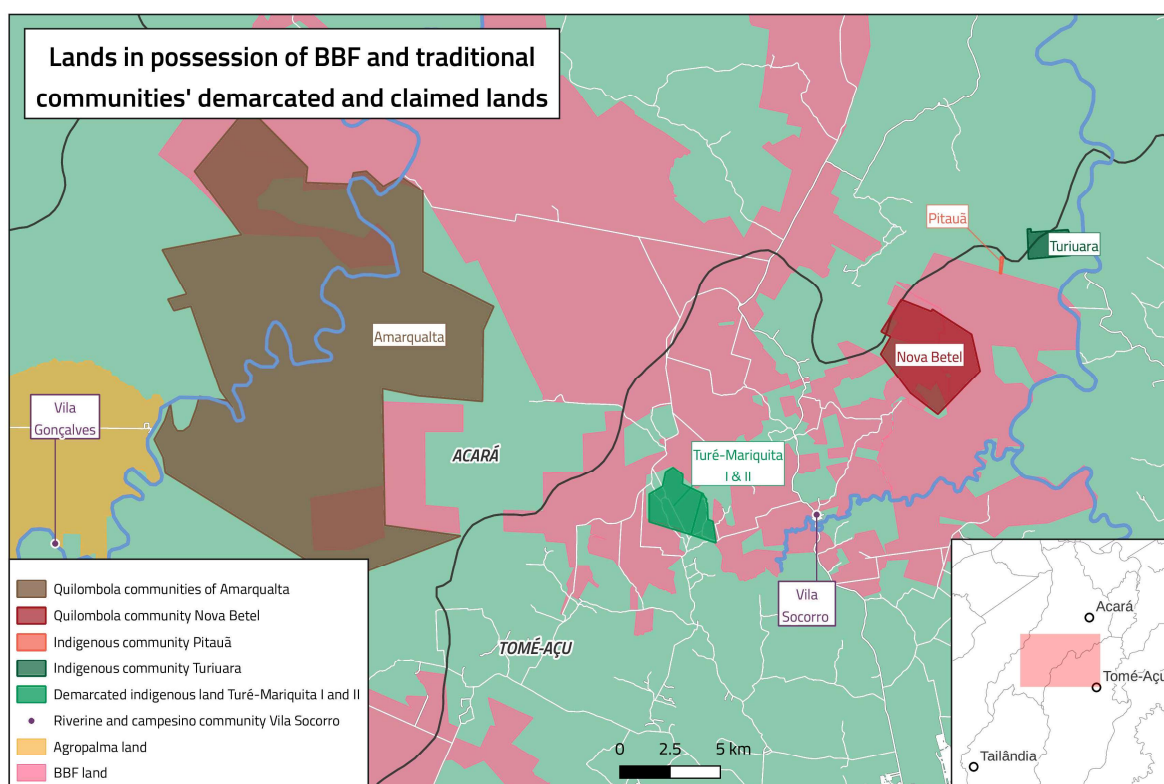 Lands in possession of BBF and traditional
communities' demarcated and claimed lands
Pitauã
Turiuara
Amarqualta
Nova Betel
Vila
Gonçalves
ACARÁ
Turé-Mariquita
I & II
Vila
Socorro
TOMÉ-AÇU
Quilombola communities of Amarqualta
Quilombola community Nova Betel
Indigenous community Pitauã
Indigenous community Turiuara
Demarcated indigenous land Turé-Mariquita I and II
Riverine and campesino community Vila Socorro
Agropalma land
BBF land
0 2.5 5 km
Acará
Tomé-Açu
Tailândia